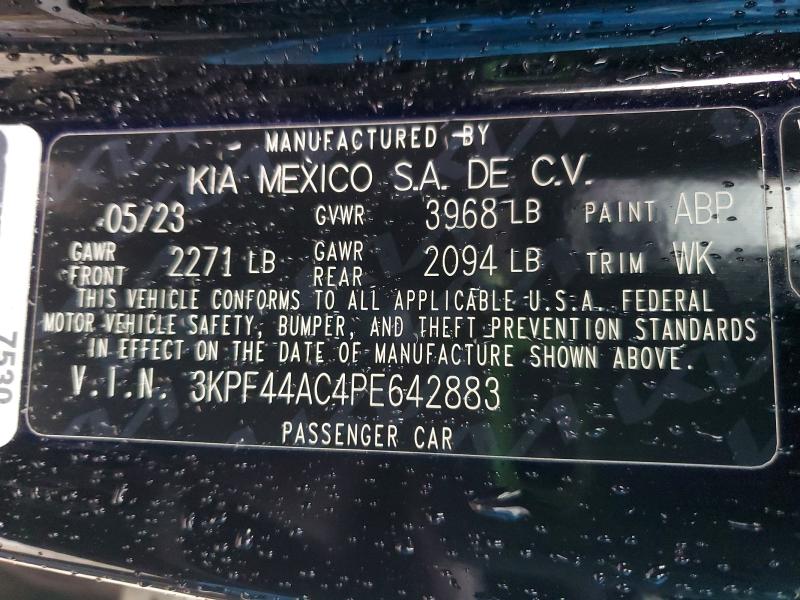 MANUFACTURED BY
KIA MEXICO S.A. DE C.V.
05/23 GVWR 3968 LB PAINT ABP
GAWR FRONT 2271 LB GAWR REAR 2094 LB TRIM WK
THIS VEHICLE CONFORMS TO ALL APPLICABLE U.S.A. FEDERAL
MOTOR VEHICLE SAFETY, BUMPER, AND THEFT PREVENTION STANDARDS
IN EFFECT ON THE DATE OF MANUFACTURE SHOWN ABOVE.
V.I.N. 3KPF44AC4PE642883
PASSENGER CAR
7530